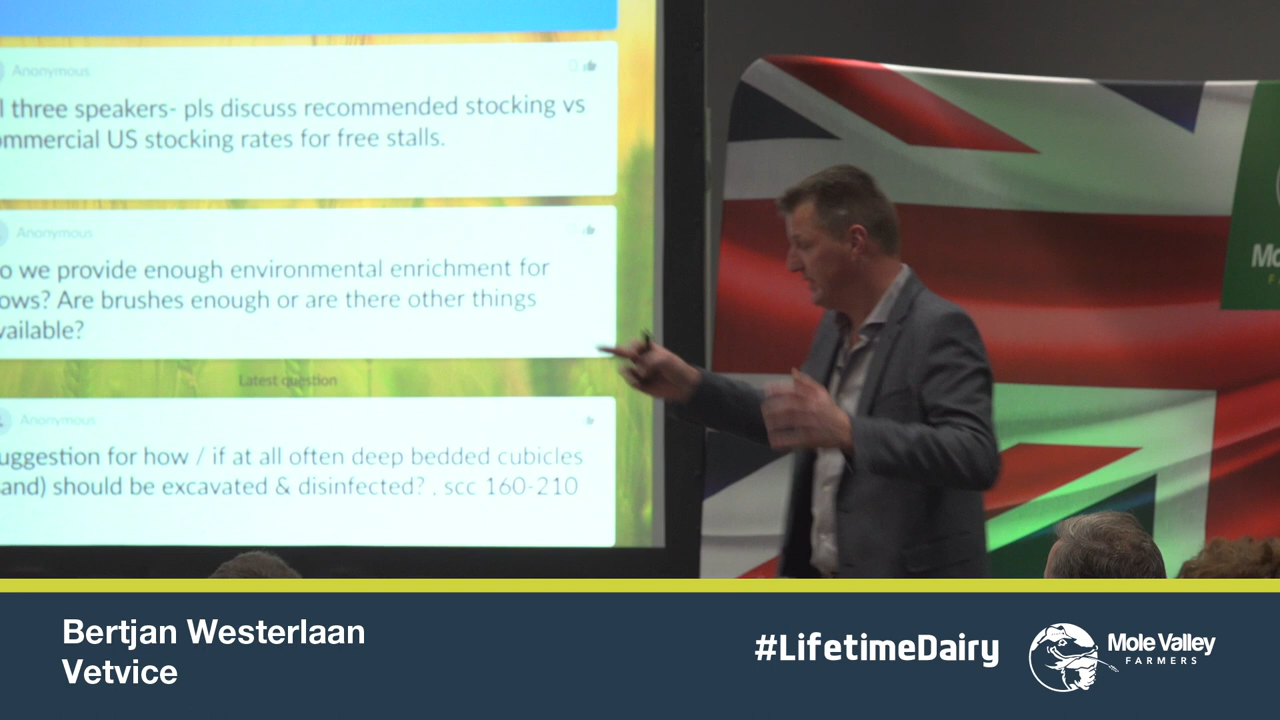 Anonymous
0
l three speakers- pls discuss recommended stocking vs
ommercial US stocking rates for free stalls.
Anonymous
o we provide enough environmental enrichment for
ows? Are brushes enough or are there other things
vailable?
Latest question
Anonymous
uggestion for how / if at all often deep bedded cubicles
and) should be excavated & disinfected? , scc 160-210
Mo
Bertjan Westerlaan
Vetvice
#LifetimeDairy
Mole Valley
FARMERS